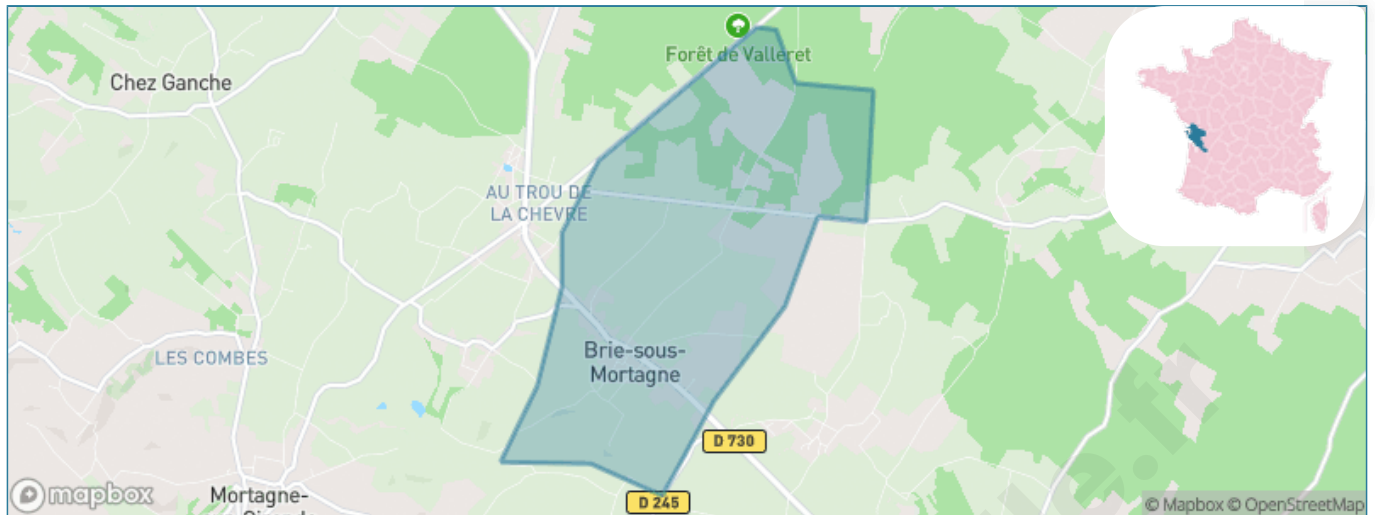 Forêt de Valleret
Chez Ganche
AU TROU DE
LA CHEVRE
Brie-sous-
Mortagne
LES COMBES
D 730
D 245
Mortagne-
mapbox
© Mapbox © OpenStreetMap